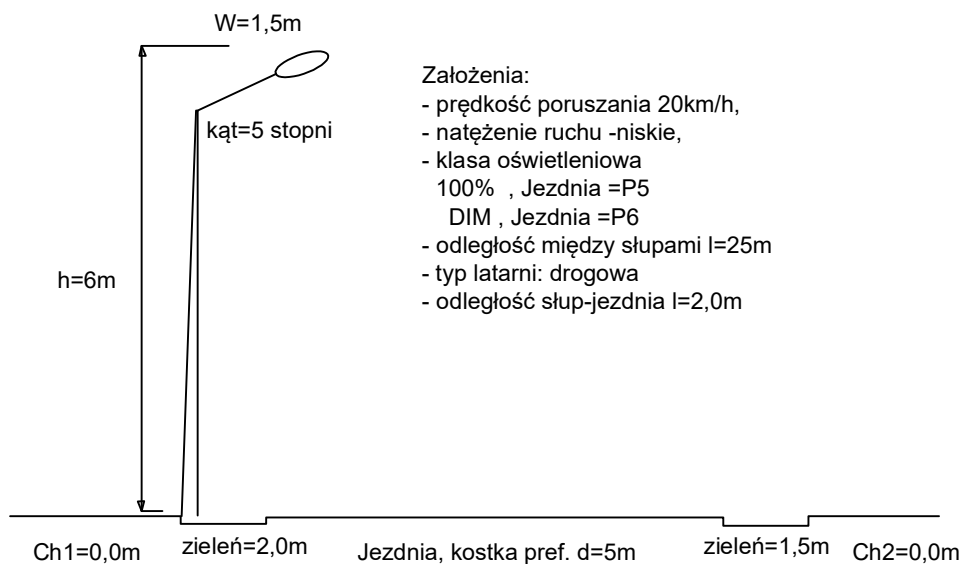 W=1,5m
kąt=5 stopni
h=6m
Założenia:
- prędkość poruszania 20km/h,
- natężenie ruchu -niskie,
- klasa oświetleniowa
100% , Jezdnia =P5
DIM , Jezdnia =P6
- odległość między słupami l=25m
- typ latarni: drogowa
- odległość słup-jezdnia l=2,0m
Ch1=0,0m
zieleń=2,0m
Jezdnia, kostka pref. d=5m
zieleń=1,5m
Ch2=0,0m